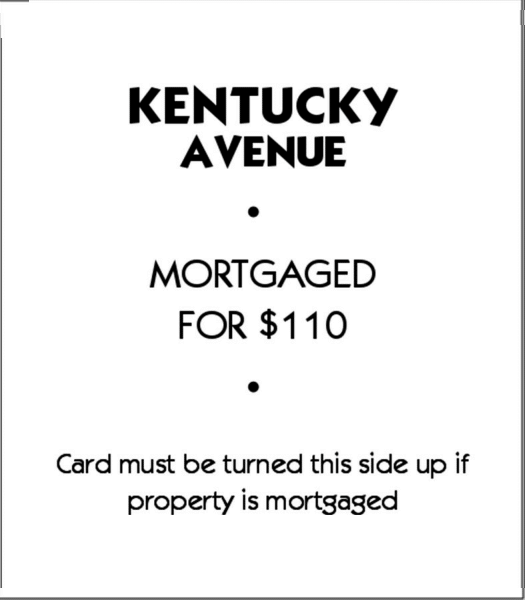 KENTUCKY
AVENUE
•
MORTGAGED
FOR $110
•
Card must be turned this side up if
property is mortgaged